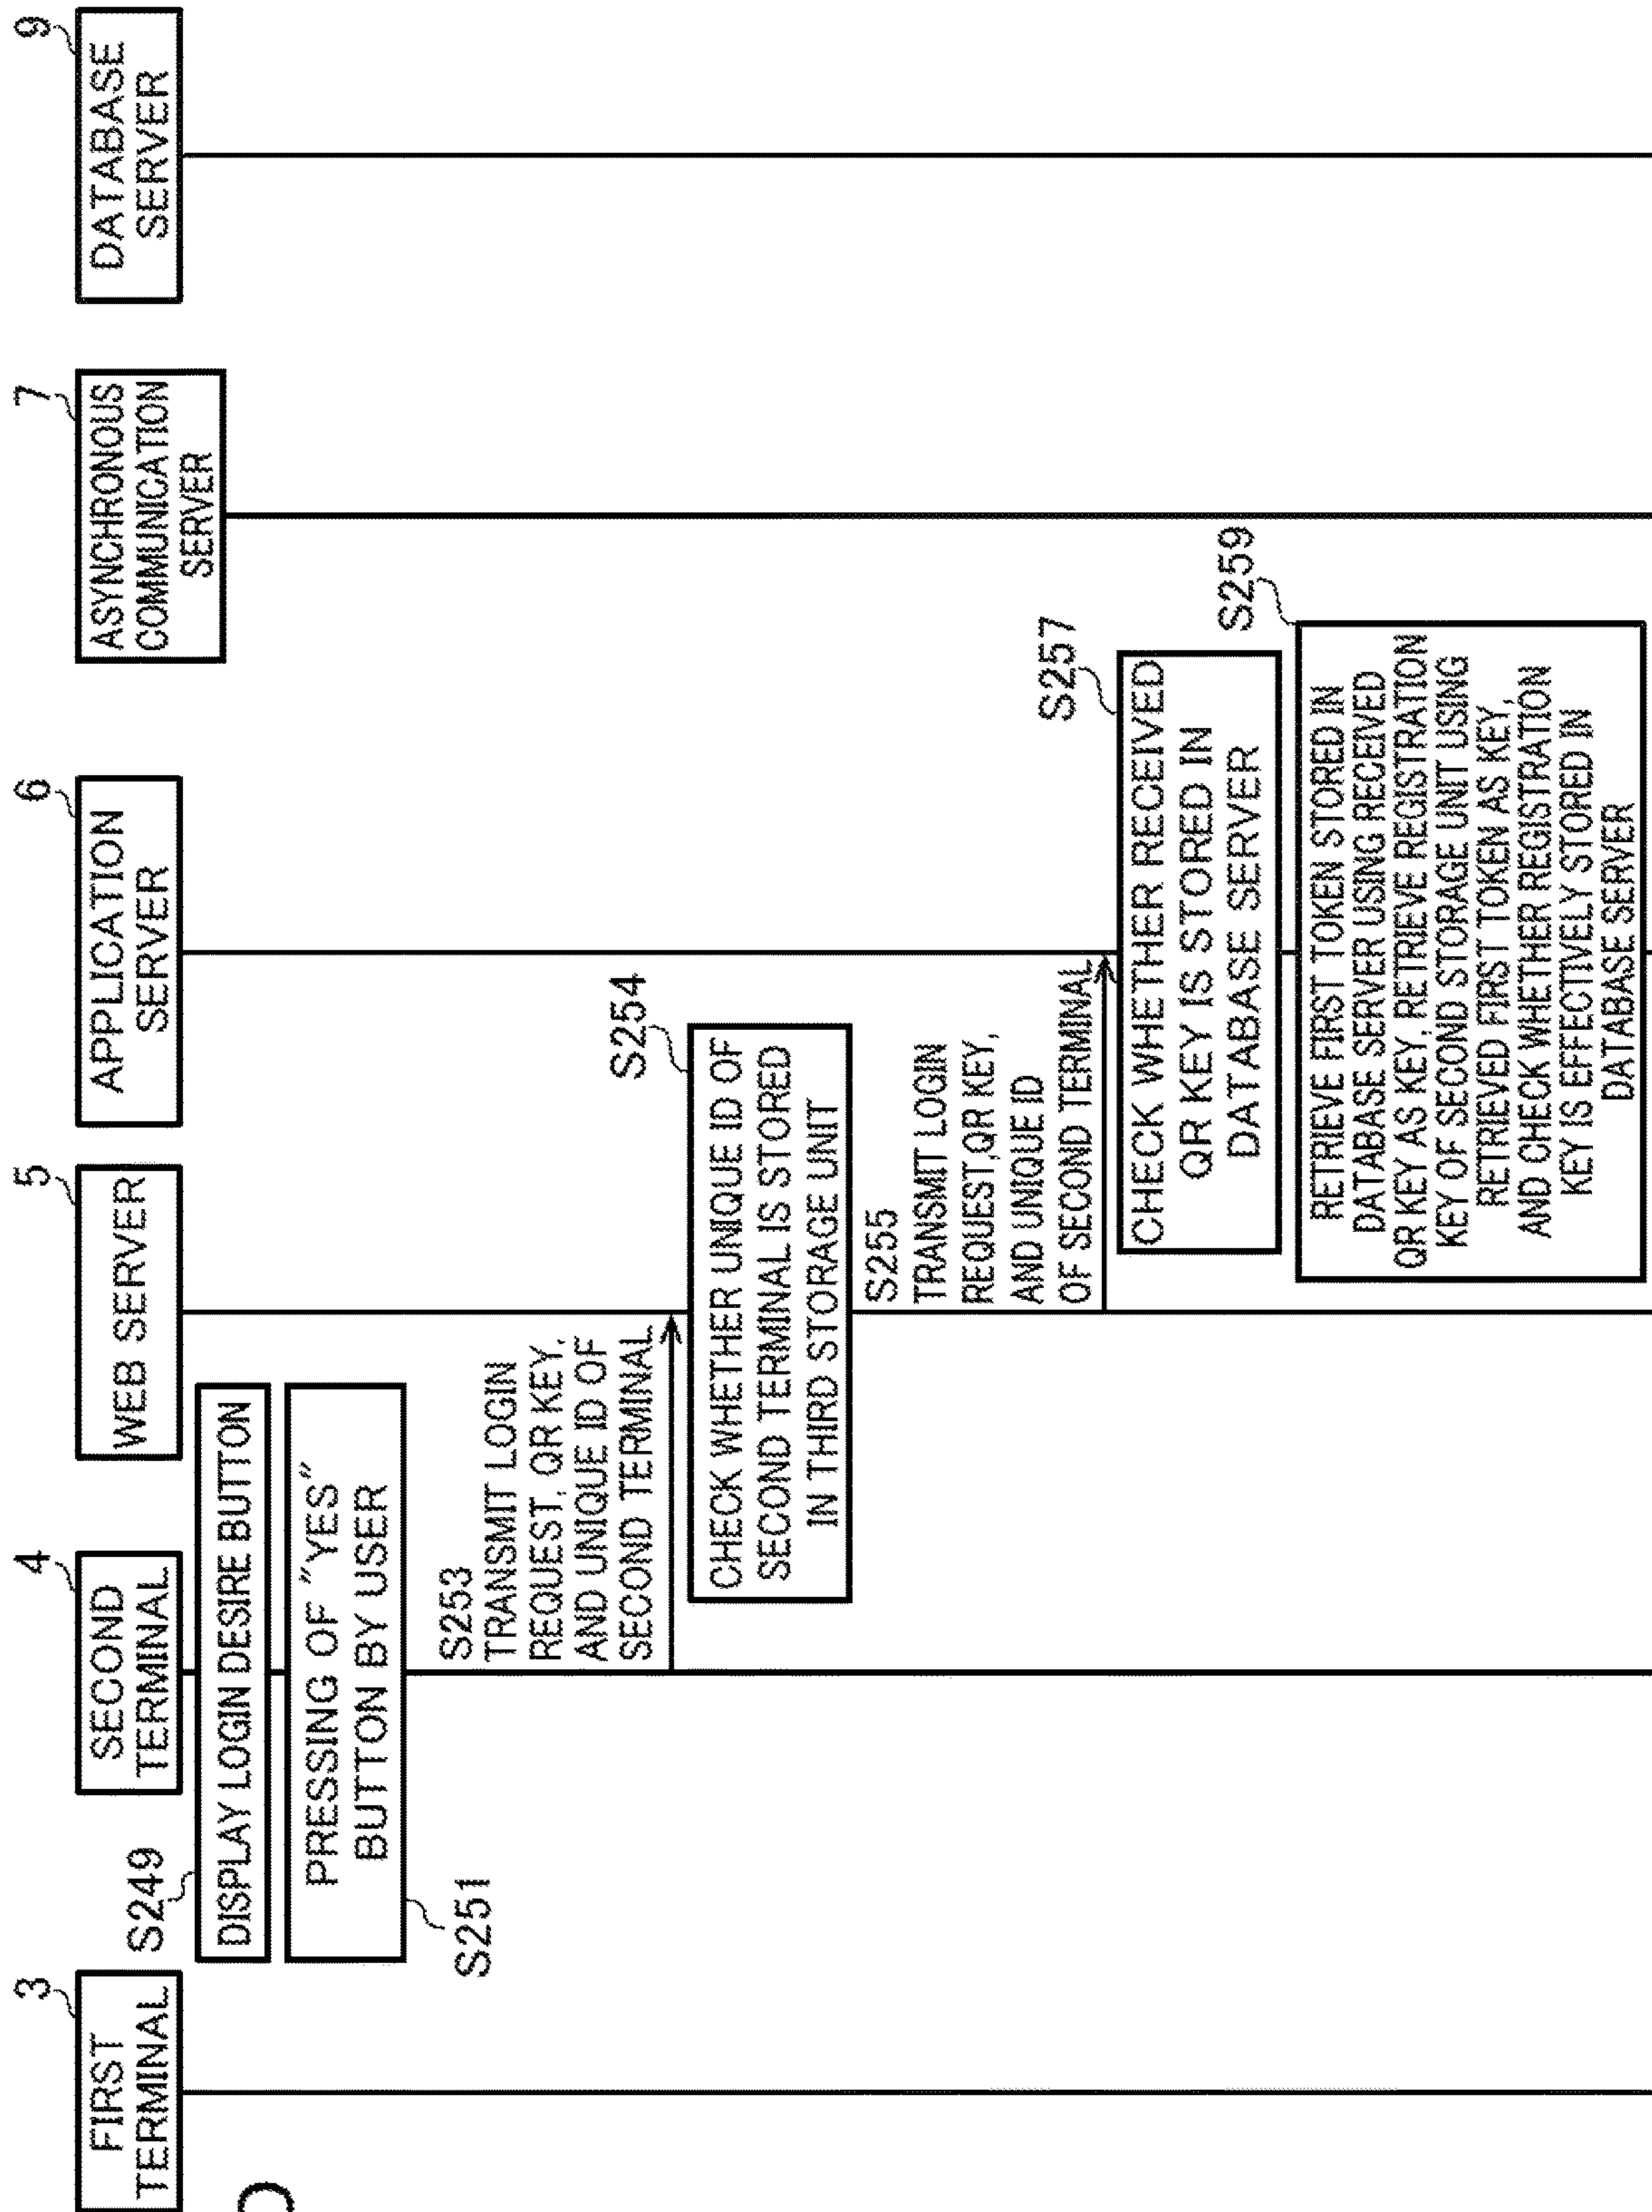 3
FIRST
TERMINAL
4
SECOND
TERMINAL
5
WEB SERVER
6
APPLICATION
SERVER
7
ASYNCHRONOUS
COMMUNICATION
SERVER
9
DATABASE
SERVER
S249
DISPLAY LOGIN DESIRE BUTTON
PRESSING OF "YES"
BUTTON BY USER
S251
S253
TRANSMIT LOGIN
REQUEST, QR KEY,
AND UNIQUE ID OF
SECOND TERMINAL
S254
CHECK WHETHER UNIQUE ID OF
SECOND TERMINAL IS STORED
IN THIRD STORAGE UNIT
S255
TRANSMIT LOGIN
REQUEST,QR KEY,
AND UNIQUE ID
OF SECOND TERMINAL
S257
CHECK WHETHER RECEIVED
QR KEY IS STORED IN
DATABASE SERVER
S259
RETRIEVE FIRST TOKEN STORED IN
DATABASE SERVER USING RECEIVED
QR KEY AS KEY, RETRIEVE REGISTRATION
KEY OF SECOND STORAGE UNIT USING
RETRIEVED FIRST TOKEN AS KEY,
AND CHECK WHETHER REGISTRATION
KEY IS EFFECTIVELY STORED IN
DATABASE SERVER